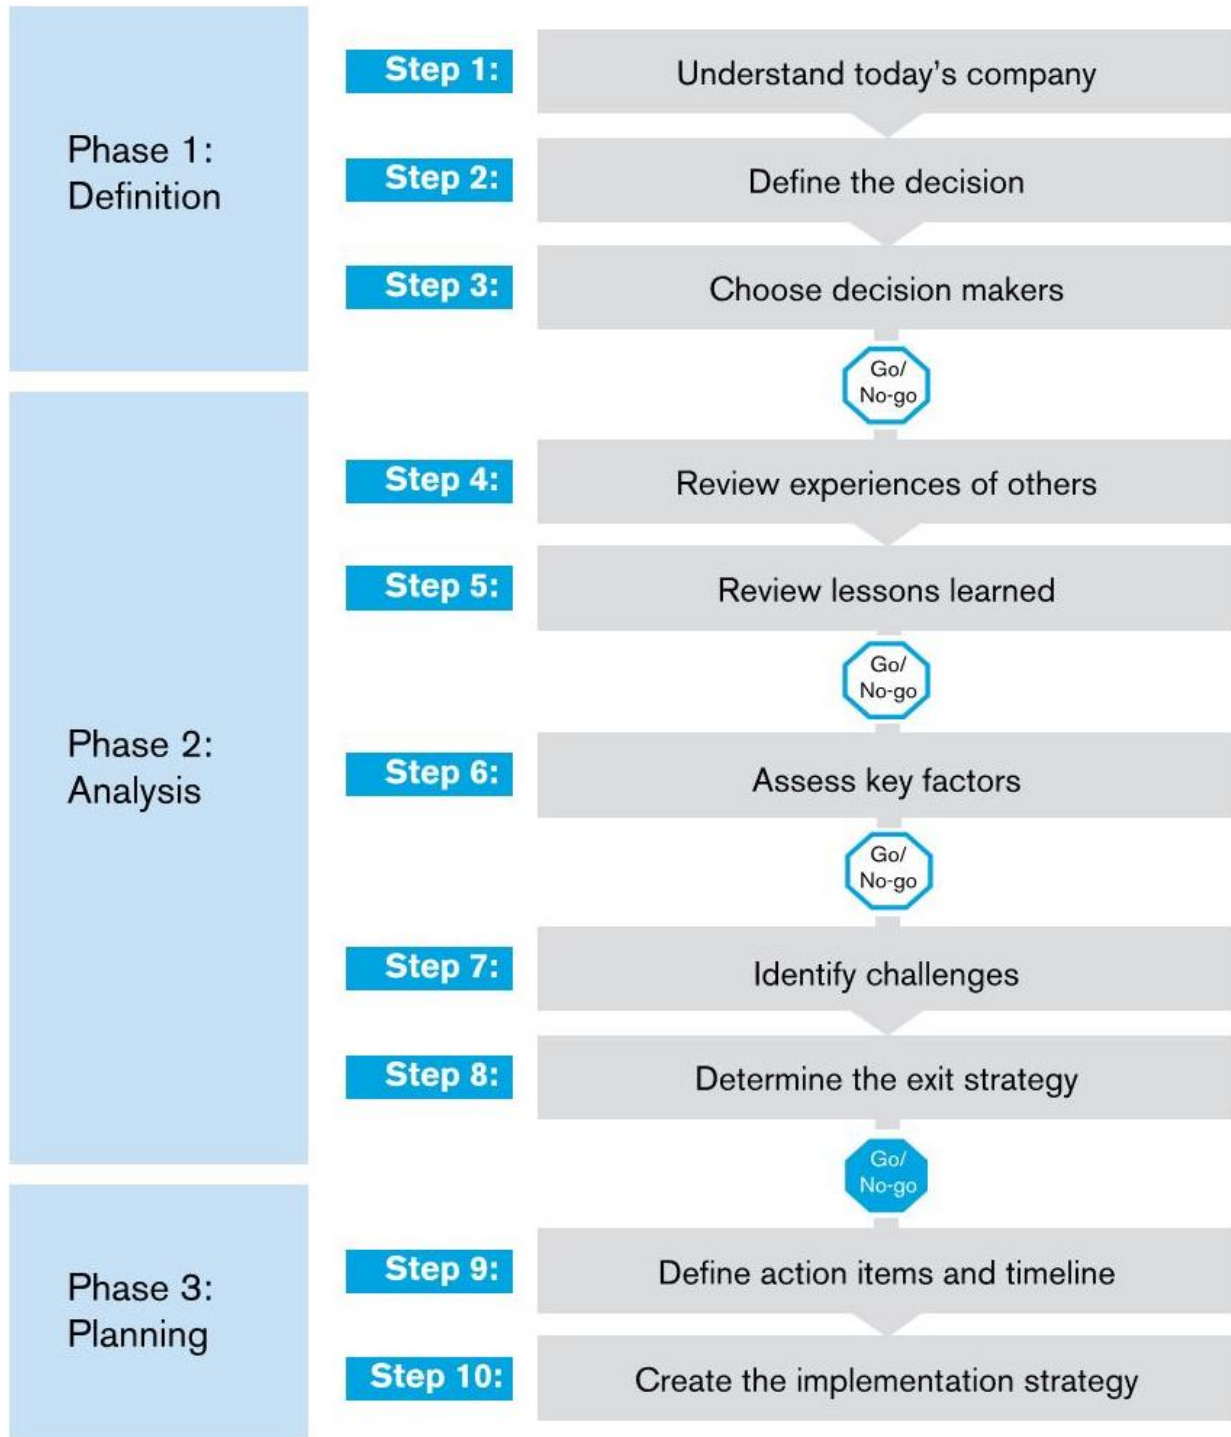 Phase 1:
Definition
Step 1:
Understand today’s company
Step 2:
Define the decision
Step 3:
Choose decision makers
Go/
No-go
Phase 2:
Analysis
Step 4:
Review experiences of others
Step 5:
Review lessons learned
Go/
No-go
Step 6:
Assess key factors
Go/
No-go
Step 7:
Identify challenges
Step 8:
Determine the exit strategy
Go/
No-go
Phase 3:
Planning
Step 9:
Define action items and timeline
Step 10:
Create the implementation strategy